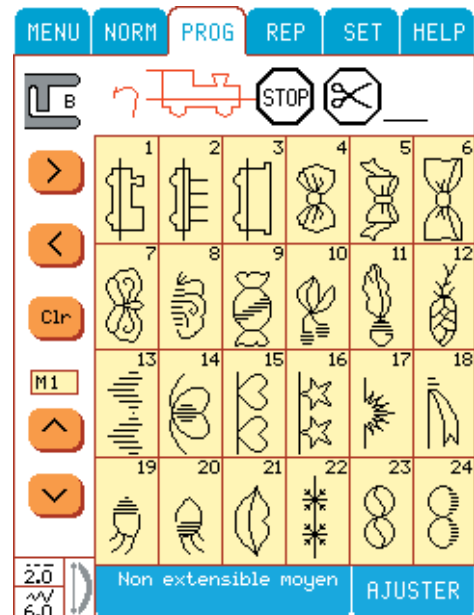 MENU NORM PROG REP SET HELP
B STOP
1 2 3 4 5 6
>
<
7 8 9 10 11 12
Clr
13 14 15 16 17 18
M1
19 20 21 22 23 24
2.0 Non extensible moyen AJUSTER
6.0